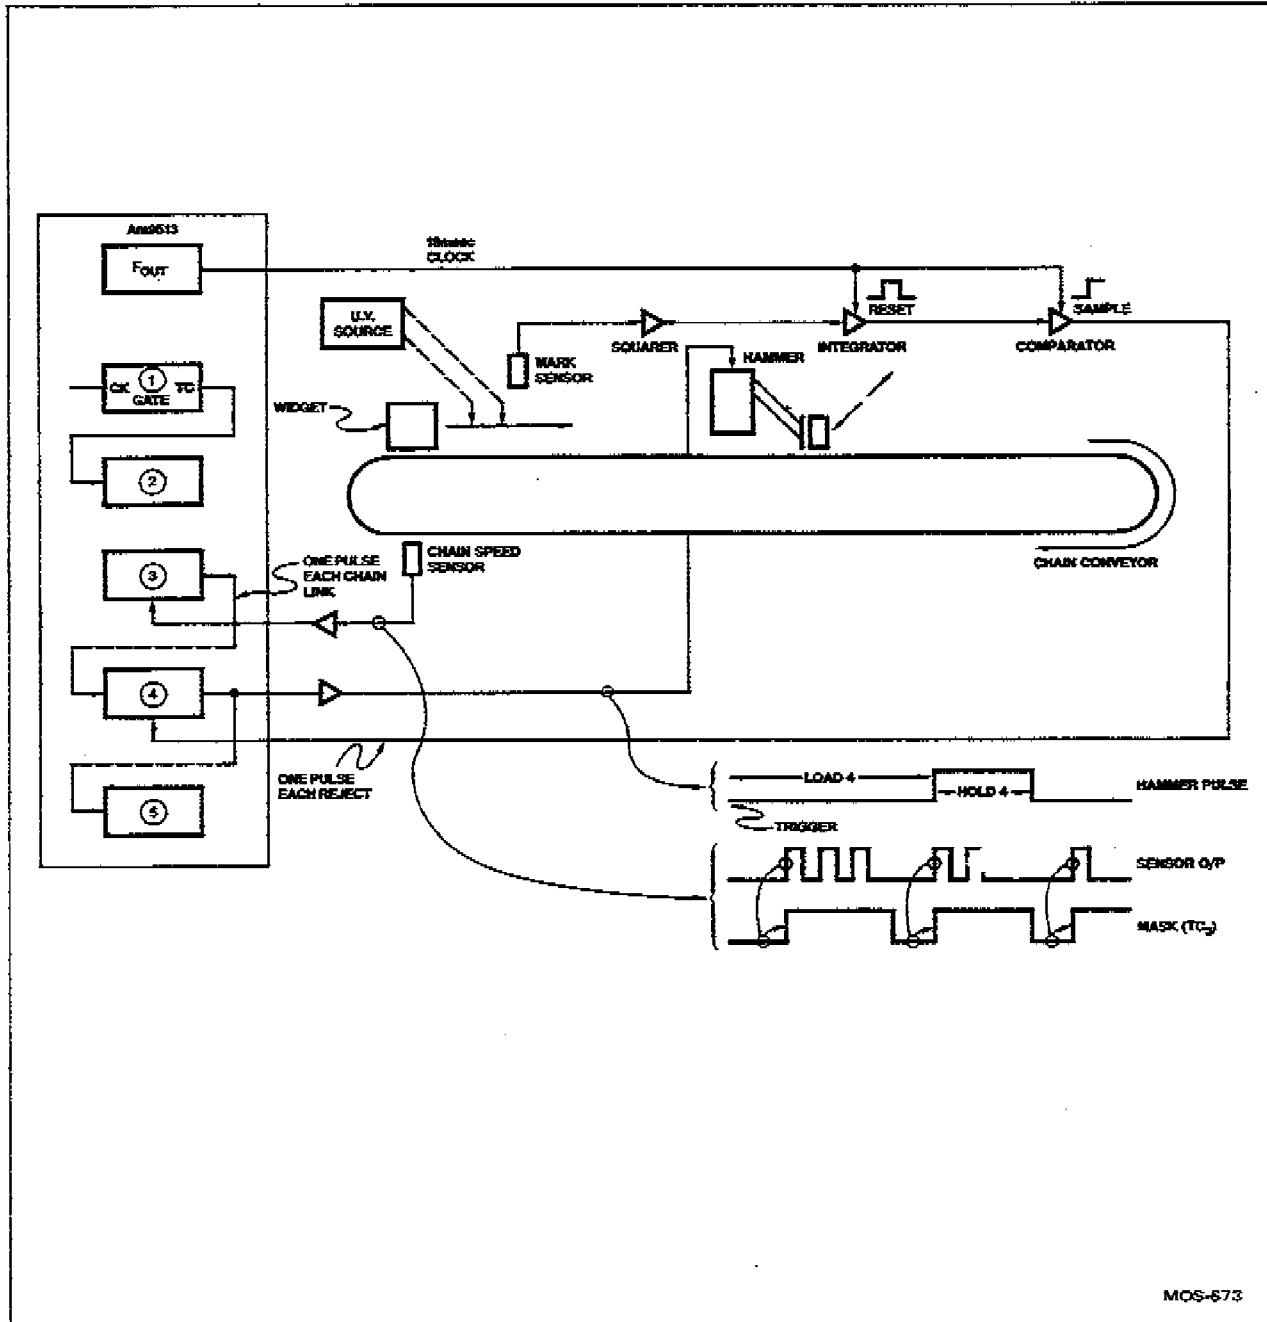 Am9513
FOUT
CLOCK
U.V.
SOURCE
MARK
SENSOR
SQUARER
RESET
INTEGRATOR
SAMPLE
COMPARATOR
HAMMER
CK 1 TC
GATE
WIDGET
2
3
ONE PULSE
EACH CHAIN
LINK
CHAIN SPEED
SENSOR
CHAIN CONVEYOR
4
ONE PULSE
EACH REJECT
5
LOAD 4
HOLD 4
HAMMER PULSE
TRIGGER
SENSOR O/P
MASK (TC3)
MOS-673